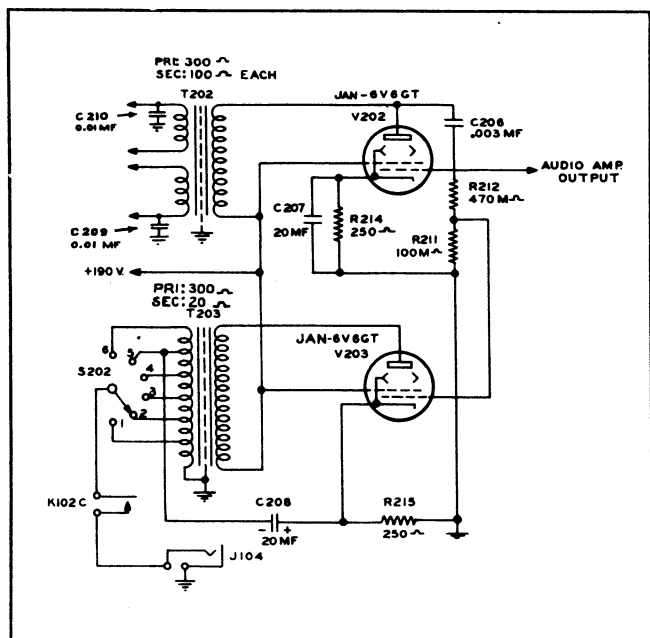 PRI: 300 ~
SEC: 100 ~ EACH
T202
JAN-6V6GT
V202
C210
0.01 MF
C206
.003 MF
AUDIO AMP.
OUTPUT
R212
470 M~
C207
20 MF
R214
250 ~
R211
100M~
C209
0.01 MF
+190 V.
PRI: 300 ~
SEC: 20 ~
T203
JAN-6V6GT
V203
6
5
S202
4
3
2
1
K102 C
C208
- +
20 MF
R215
250 ~
J104